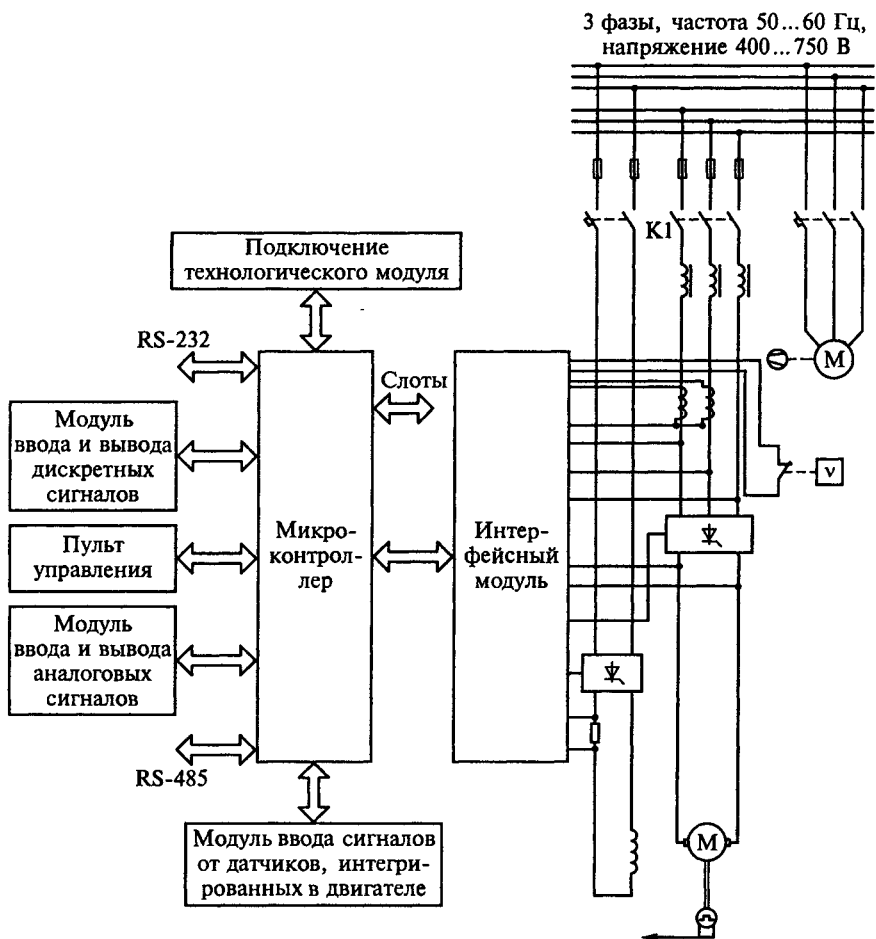 3 фазы, частота 50...60 Гц,
напряжение 400...750 В
К1
Подключение
технологического модуля
RS-232
Слоты
Модуль
ввода и вывода
дискретных
сигналов
Пульт
управления
Модуль
ввода и вывода
аналоговых
сигналов
RS-485
Микро-
контрол-
лер
Интер-
фейсный
модуль
М
v
М
Модуль ввода сигналов
от датчиков, интегри-
рованных в двигателе